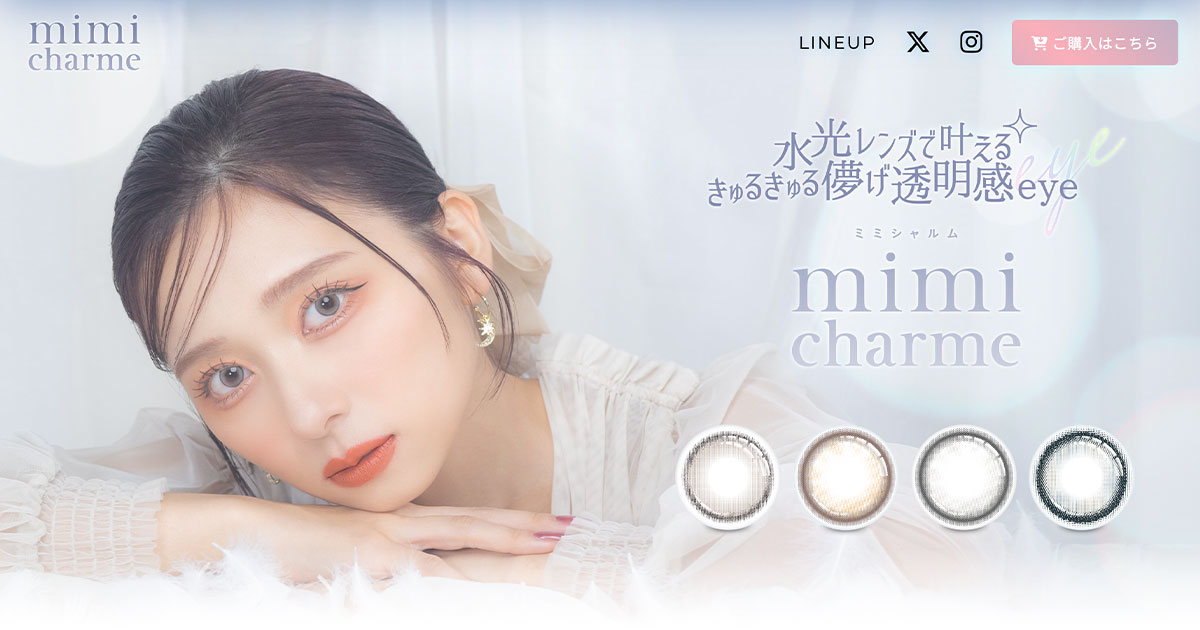 mimi
charme
LINEUP
ご購入はこちら
水光レンズで叶える
きゅるきゅる儚げ透明感eye
eye
ミミシャルム
mimi
charme